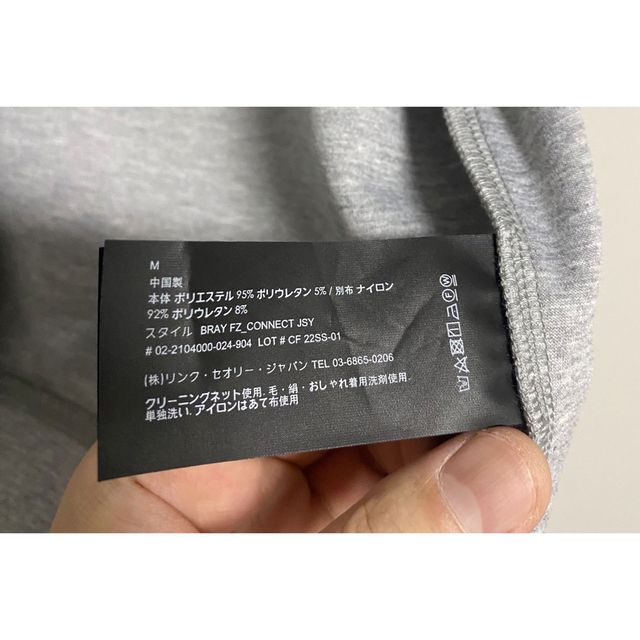 M
中国製
本体 ポリエステル 95% ポリウレタン 5% / 別布 ナイロン
92% ポリウレタン 8%
スタイル BRAY FZ_CONNECT JSY
# 02-2104000-024-904 LOT # CF 22SS-01
(株)リンク・セオリー・ジャパン TEL 03-6865-0206
クリーニングネット使用. 毛・絹・おしゃれ着用洗剤使用.
単独洗い. アイロンはあて布使用
F
W